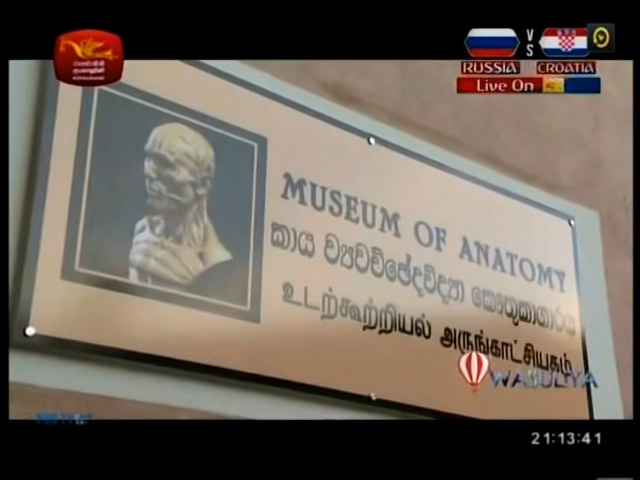 VS
RUSSIA CROATIA
Live On
MUSEUM OF ANATOMY
කාය ව්‍යවච්ඡේදවිද්‍යා කෞතුකාගාරය
உடற்கூற்றியல் அருங்காட்சியகம்
21:13:41